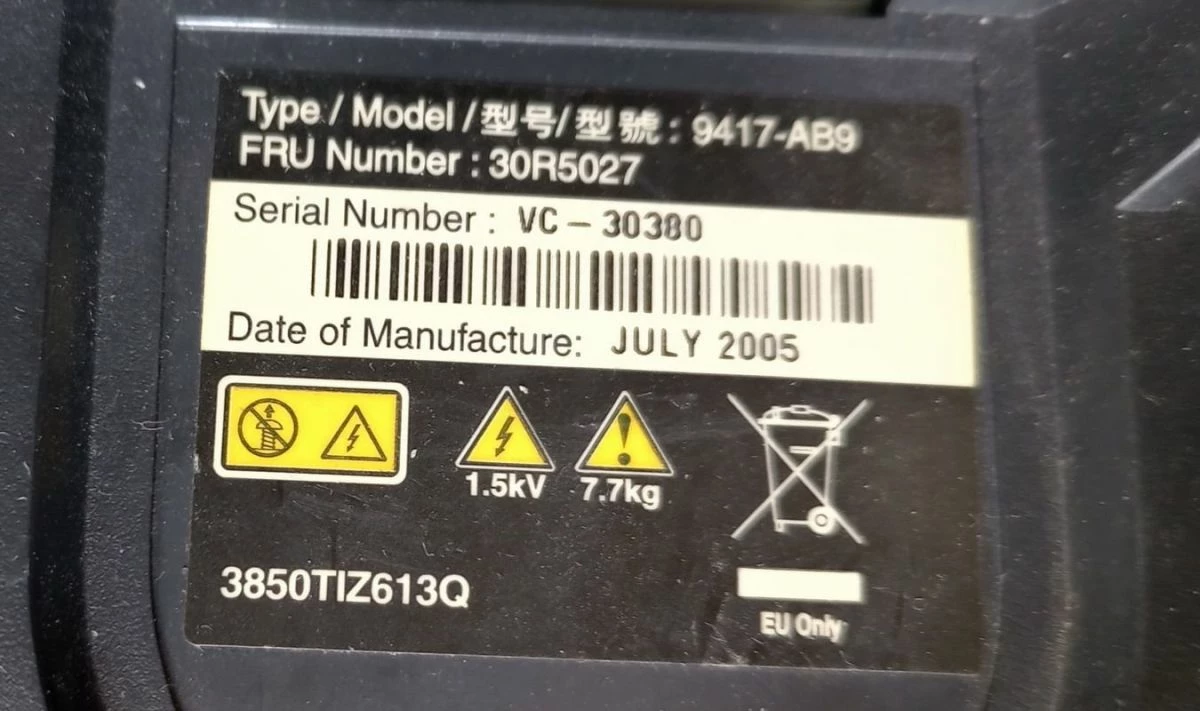 Type / Model /型号/型號 : 9417-AB9
FRU Number : 30R5027
Serial Number : VC – 30380
Date of Manufacture: JULY 2005
1.5kV 7.7kg
3850TIZ613Q
EU Only